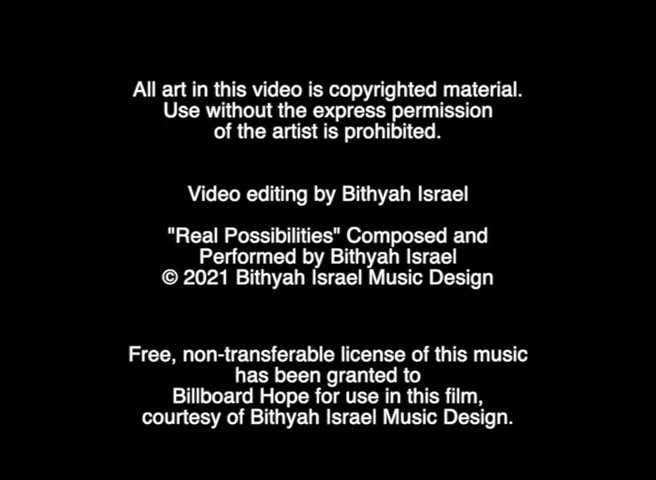 All art in this video is copyrighted material.
Use without the express permission
of the artist is prohibited.
Video editing by Bithyah Israel
"Real Possibilities" Composed and
Performed by Bithyah Israel
© 2021 Bithyah Israel Music Design
Free, non-transferable license of this music
has been granted to
Billboard Hope for use in this film,
courtesy of Bithyah Israel Music Design.